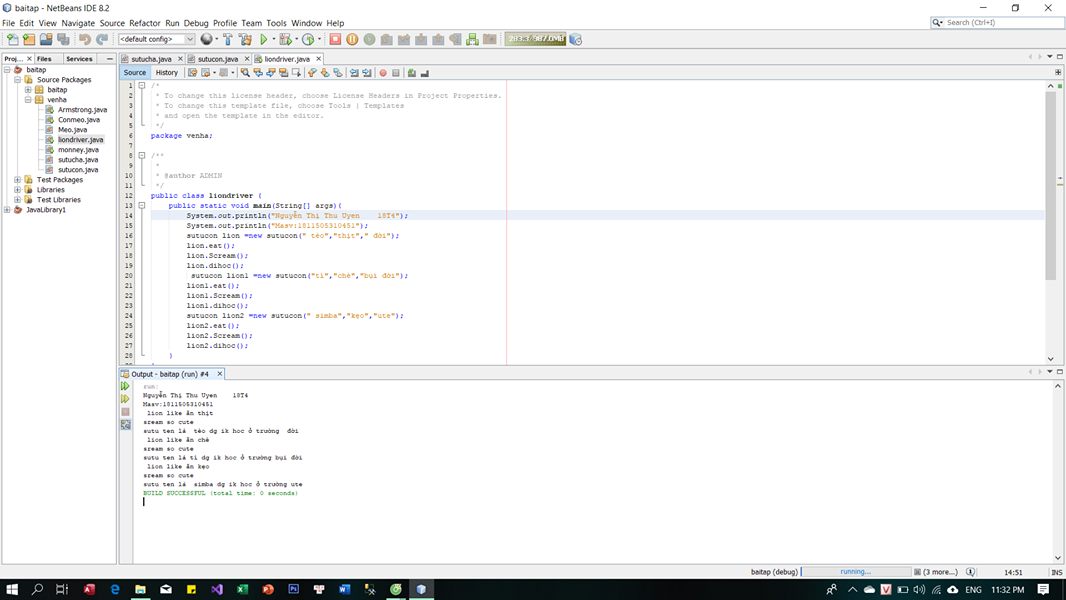 baitap - NetBeans IDE 8.2
File Edit View Navigate Source Refactor Run Debug Profile Team Tools Window Help
Search (Ctrl+I)
<default config>
283.3/987.0MB
Proj... Files Services
sutucha.java sutucon.java liondriver.java
baitap
Source Packages
baitap
venha
Armstrong.java
Conmeo.java
Meo.java
liondriver.java
monney.java
sutucha.java
sutucon.java
Test Packages
Libraries
Test Libraries
JavaLibrary1
Source History
1 /*
2 * To change this license header, choose License Headers in Project Properties.
3 * To change this template file, choose Tools | Templates
4 * and open the template in the editor.
5 */
6 package venha;
7
8 /**
9 *
10 * @author ADMIN
11 */
12 public class liondriver {
13 public static void main(String[] args){
14 System.out.println("Nguyễn Thị Thu Uyen    18T4");
15 System.out.println("Masv:1811505310451");
16 sutucon lion =new sutucon(" tèo","thịt"," đời");
17 lion.eat();
18 lion.Scream();
19 lion.dihoc();
20 sutucon lion1 =new sutucon("tí","chè","bụi đời");
21 lion1.eat();
22 lion1.Scream();
23 lion1.dihoc();
24 sutucon lion2 =new sutucon(" simba","kẹo","ute");
25 lion2.eat();
26 lion2.Scream();
27 lion2.dihoc();
28 }
Output - baitap (run) #4
run:
Nguyễn Thị Thu Uyen    18T4
Masv:1811505310451
lion like ăn thịt
sream so cute
sutu ten là  tèo dg ik hoc ở trường  đời
lion like ăn chè
sream so cute
sutu ten là tí dg ik hoc ở trường bụi đời
lion like ăn kẹo
sream so cute
sutu ten là  simba dg ik hoc ở trường ute
BUILD SUCCESSFUL (total time: 0 seconds)
baitap (debug) running... (3 more...) 14:51 INS
ENG 11:32 PM